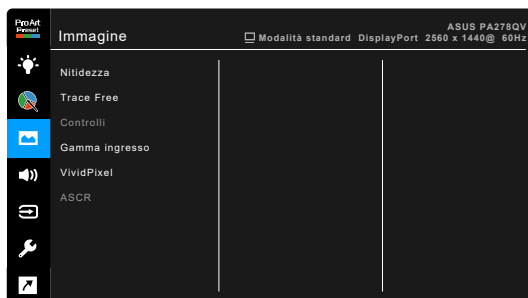 ProArt
Preset
Immagine
ASUS PA278QV
Modalità standard DisplayPort 2560 x 1440@ 60Hz
Nitidezza
Trace Free
Controlli
Gamma ingresso
VividPixel
ASCR